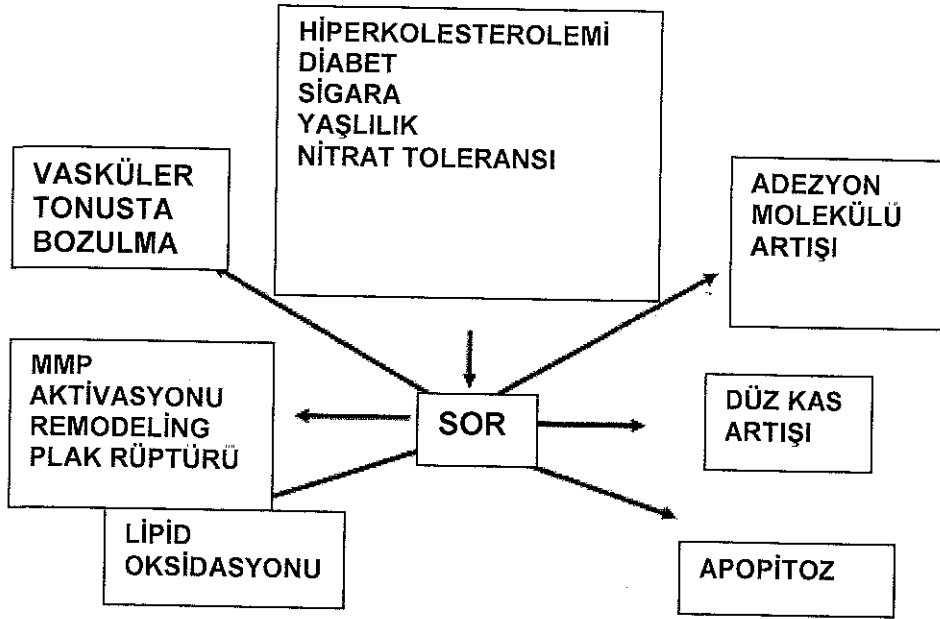 HİPERKOLESTEROLEMİ
DİABET
SİGARA
YAŞLILIK
NİTRAT TOLERANSI
VASKÜLER
TONUSTA
BOZULMA
ADEZYON
MOLEKÜLÜ
ARTIŞI
MMP
AKTİVASYONU
REMODELİNG
PLAK RÜPTÜRÜ
SOR
DÜZ KAS
ARTIŞI
LİPİD
OKSİDASYONU
APOPİTOZ